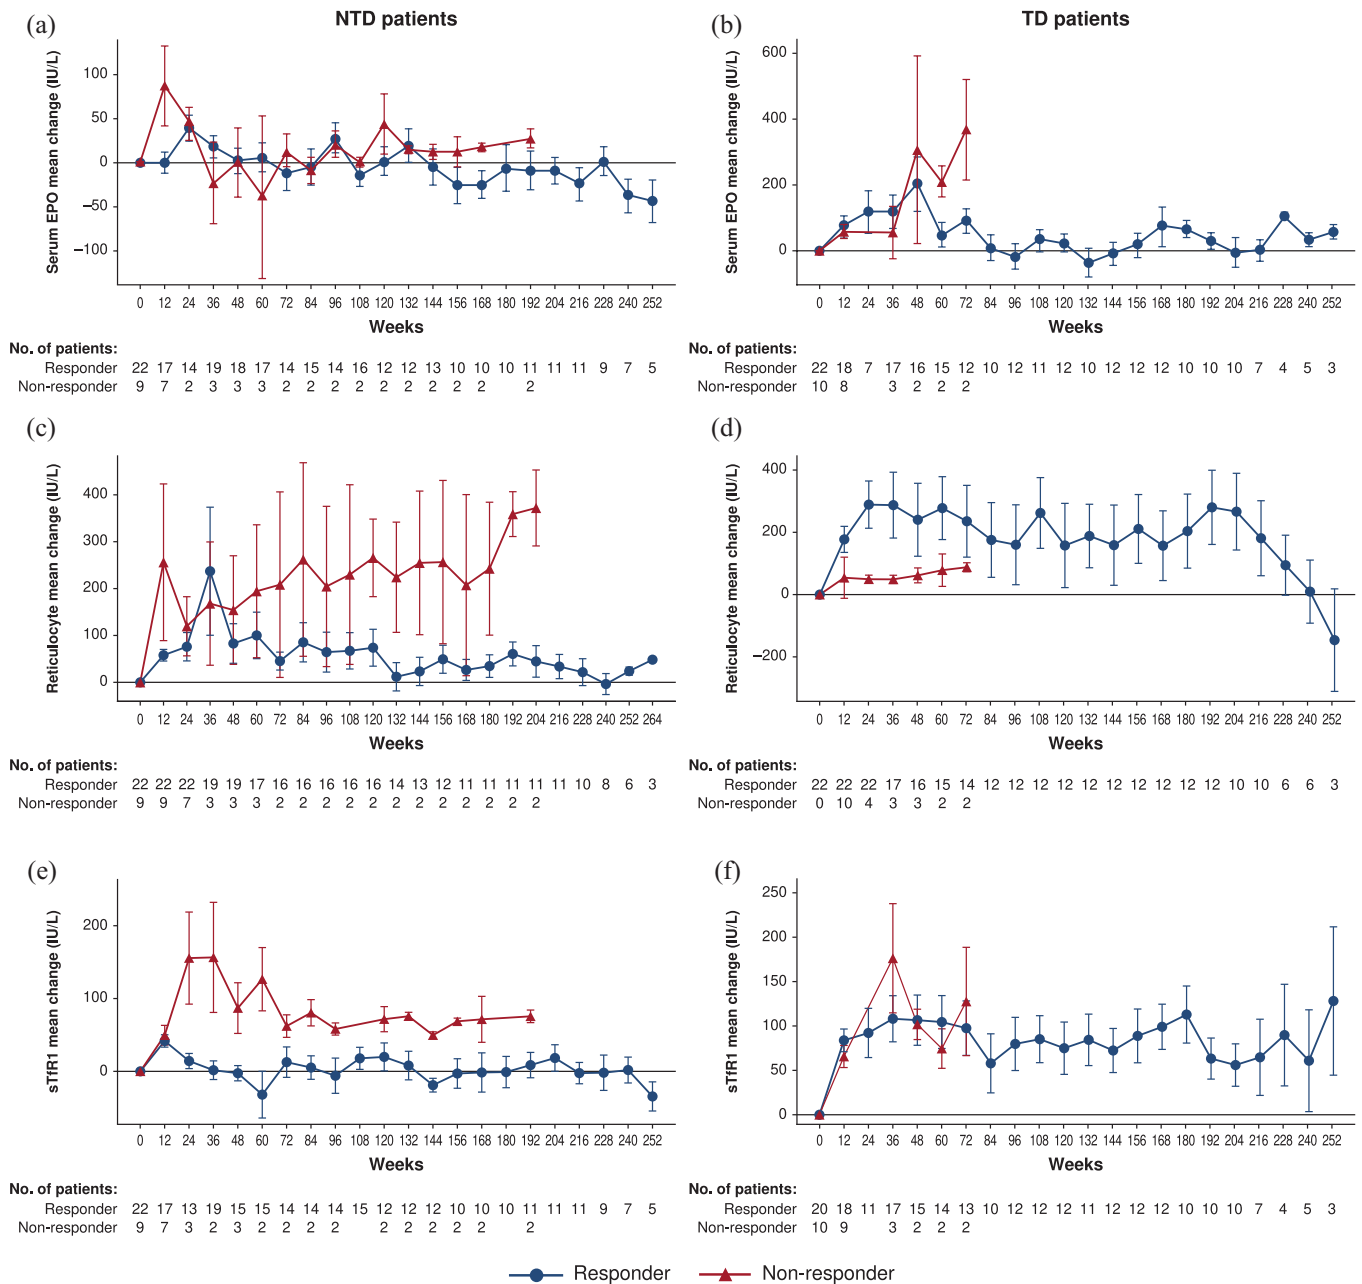 NTD patients
TD patients
(a)
Serum EPO mean change (IU/L)
100
50
0
−50
−100
0 12 24 36 48 60 72 84 96 108 120 132 144 156 168 180 192 204 216 228 240 252
Weeks
No. of patients:
Responder 22 17 14 19 18 17 14 15 14 16 12 12 13 10 10 10 11 11 11 9 7 5
Non-responder 9 7 2 3 3 3 2 2 2 2 2 2 2 2 2 2
(b)
Serum EPO mean change (IU/L)
600
400
200
0
0 12 24 36 48 60 72 84 96 108 120 132 144 156 168 180 192 204 216 228 240 252
Weeks
No. of patients:
Responder 22 18 7 17 16 15 12 10 12 11 12 12 12 12 12 10 10 10 7 4 5 3
Non-responder 10 8 3 2 2 2
(c)
Reticulocyte mean change (IU/L)
400
300
200
100
0
0 12 24 36 48 60 72 84 96 108 120 132 144 156 168 180 192 204 216 228 240 252 264
Weeks
No. of patients:
Responder 22 22 22 19 19 17 16 16 16 16 16 14 13 12 11 11 11 11 11 10 8 6 3
Non-responder 9 9 7 3 3 3 2 2 2 2 2 2 2 2 2 2 2 2
(d)
Reticulocyte mean change (IU/L)
400
200
0
−200
0 12 24 36 48 60 72 84 96 108 120 132 144 156 168 180 192 204 216 228 240 252
Weeks
No. of patients:
Responder 22 22 22 17 16 15 14 12 12 12 12 12 12 12 12 12 12 10 10 6 6 3
Non-responder 0 10 4 3 3 2 2
(e)
sTfR1 mean change (IU/L)
200
100
0
0 12 24 36 48 60 72 84 96 108 120 132 144 156 168 180 192 204 216 228 240 252
Weeks
No. of patients:
Responder 22 17 13 19 15 15 14 14 14 15 12 12 12 10 10 10 11 11 11 9 7 5
Non-responder 9 7 3 2 3 2 2 2 2 2 2 2 2 2 2
(f)
sTfR1 mean change (IU/L)
250
200
150
100
50
0
0 12 24 36 48 60 72 84 96 108 120 132 144 156 168 180 192 204 216 228 240 252
Weeks
No. of patients:
Responder 20 18 11 17 15 14 13 10 12 12 12 11 12 12 12 10 10 10 7 4 5 3
Non-responder 10 9 3 2 2 2
Responder
Non-responder